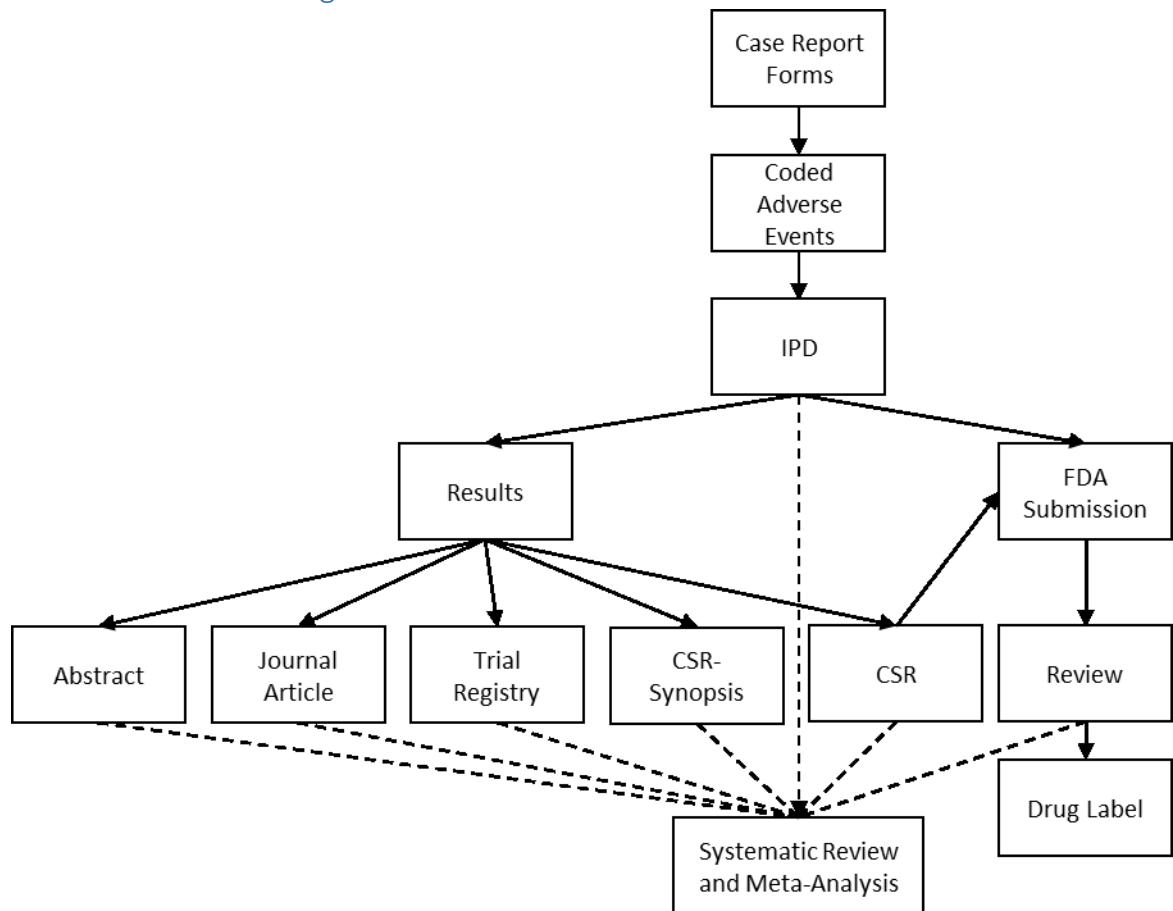 Case Report
Forms
Coded
Adverse
Events
IPD
Results
FDA
Submission
Abstract
Journal
Article
Trial
Registry
CSR-
Synopsis
CSR
Review
Drug Label
Systematic Review
and Meta-Analysis